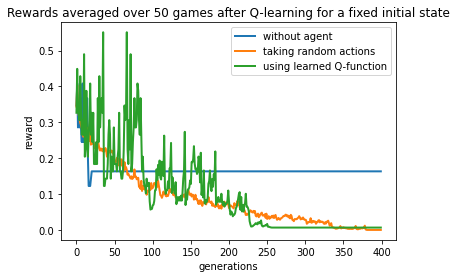 Rewards averaged over 50 games after Q-learning for a fixed initial state
without agent
taking random actions
using learned Q-function
reward
0.5
0.4
0.3
0.2
0.1
0.0
0 50 100 150 200 250 300 350 400
generations